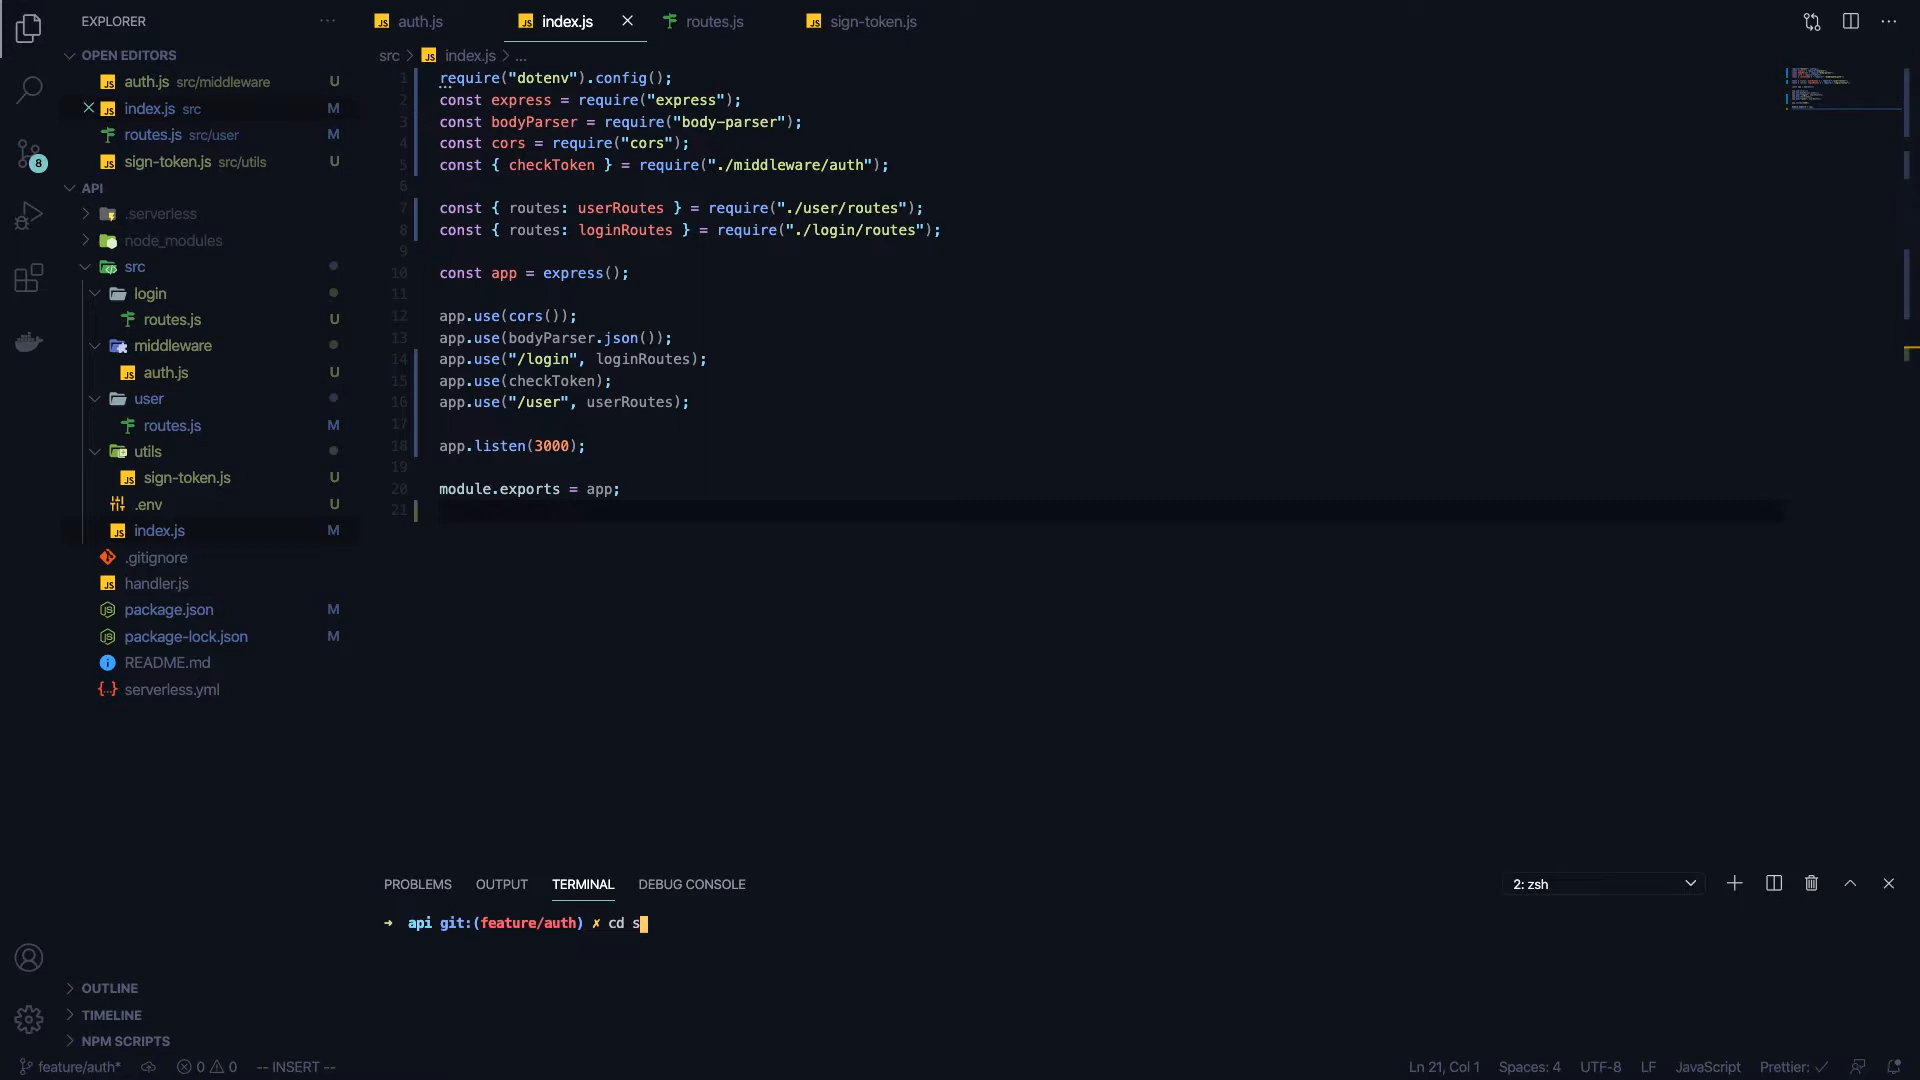 EXPLORER
auth.js
index.js
routes.js
sign-token.js
OPEN EDITORS
auth.js src/middleware U
index.js src M
routes.js src/user M
sign-token.js src/utils U
8
API
.serverless
node_modules
src
login
routes.js U
middleware
auth.js U
user
routes.js M
utils
sign-token.js U
.env U
index.js M
.gitignore
handler.js
package.json M
package-lock.json M
README.md
serverless.yml
OUTLINE
TIMELINE
NPM SCRIPTS
src > index.js > ...
1 require("dotenv").config();
2 const express = require("express");
3 const bodyParser = require("body-parser");
4 const cors = require("cors");
5 const { checkToken } = require("./middleware/auth");
6
7 const { routes: userRoutes } = require("./user/routes");
8 const { routes: loginRoutes } = require("./login/routes");
9
10 const app = express();
11
12 app.use(cors());
13 app.use(bodyParser.json());
14 app.use("/login", loginRoutes);
15 app.use(checkToken);
16 app.use("/user", userRoutes);
17
18 app.listen(3000);
19
20 module.exports = app;
21
PROBLEMS OUTPUT TERMINAL DEBUG CONSOLE
2: zsh
➜ api git:(feature/auth) ✗ cd s
feature/auth* 0 0 -- INSERT --
Ln 21, Col 1 Spaces: 4 UTF-8 LF JavaScript Prettier: ✓